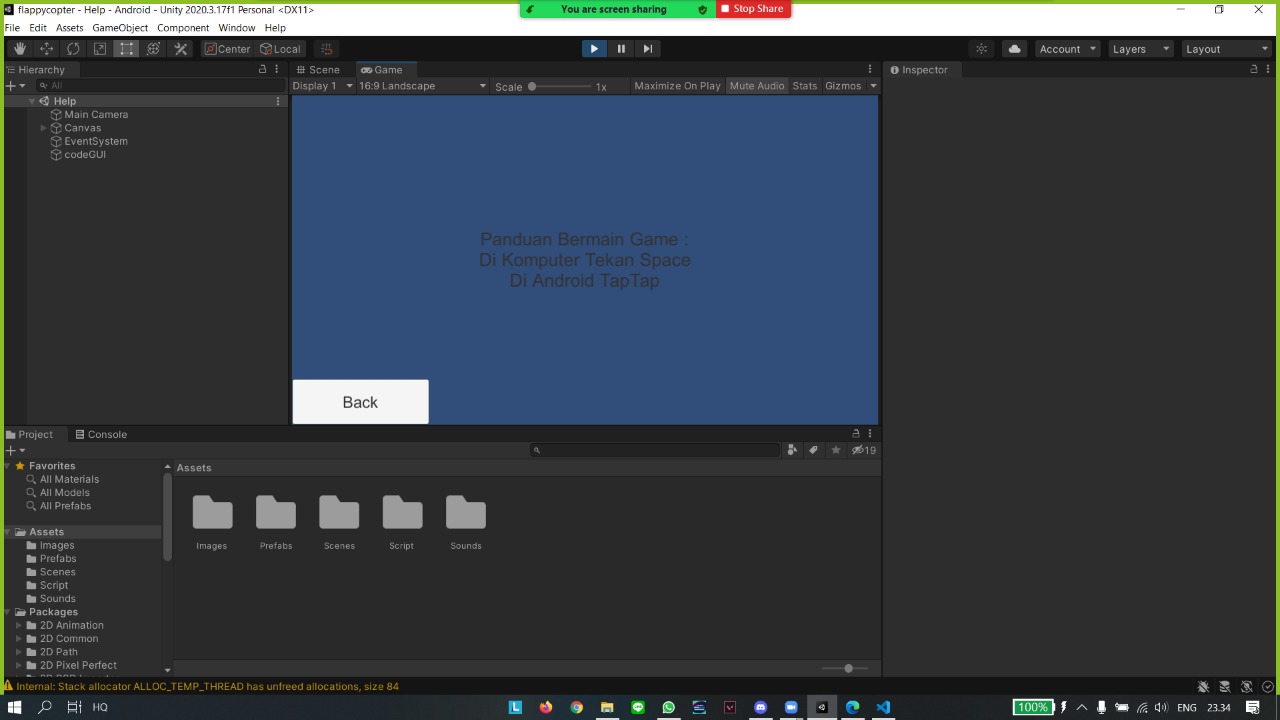 flappycopter - Help - Android - Unity 2020.3.17f1 Personal <DX11>
You are screen sharing
Stop Share
File Edit Assets GameObject Component Window Help
Center Local
Account Layers Layout
Hierarchy
Scene Game
Inspector
All
Display 1 16:9 Landscape Scale 1x Maximize On Play Mute Audio Stats Gizmos
Help
Main Camera
Canvas
EventSystem
codeGUI
Panduan Bermain Game :
Di Komputer Tekan Space
Di Android TapTap
Back
Project Console
19
Favorites
All Materials
All Models
All Prefabs
Assets
Images
Prefabs
Scenes
Script
Sounds
Packages
2D Animation
2D Common
2D Path
2D Pixel Perfect
Assets
Images Prefabs Scenes Script Sounds
Internal: Stack allocator ALLOC_TEMP_THREAD has unfreed allocations, size 84
HQ
100%
ENG 23.34